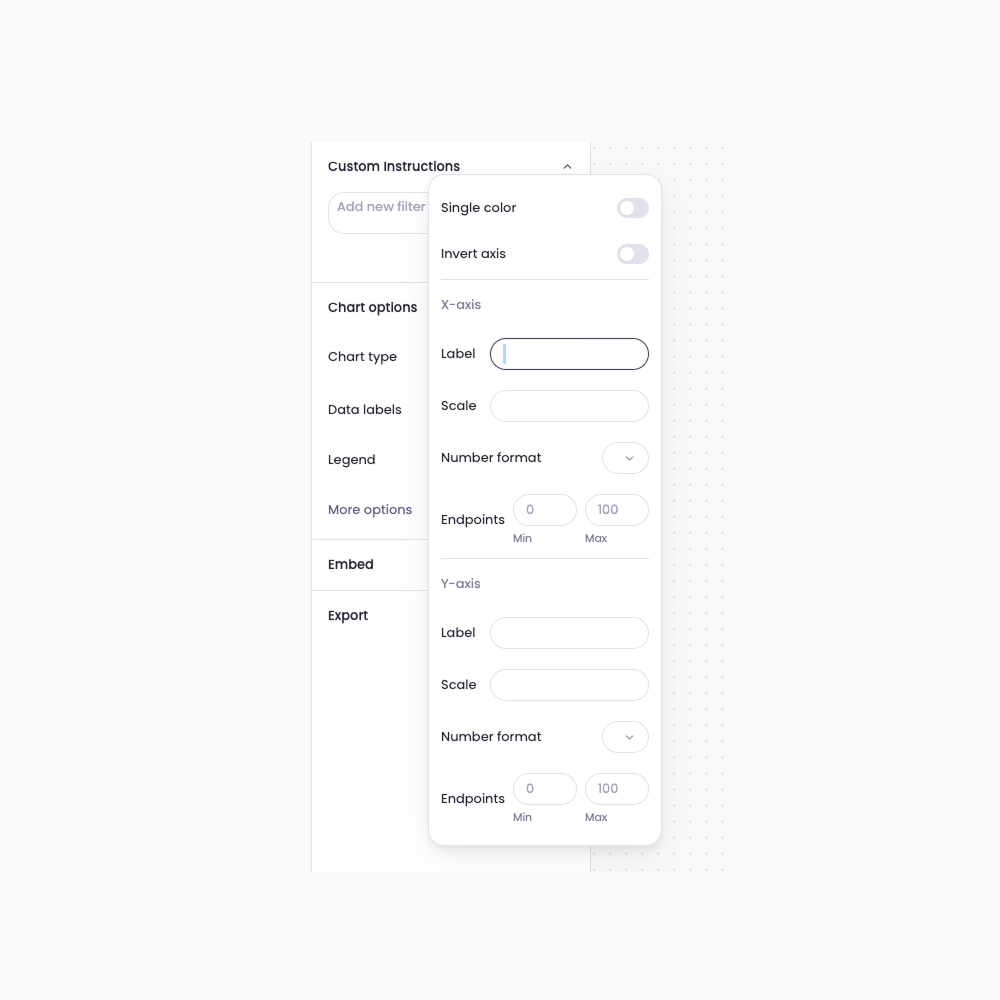 Custom Instructions
Add new filter
Chart options
Chart type
Data labels
Legend
More options
Embed
Export
Single color
Invert axis
X-axis
Label
Scale
Number format
Endpoints 0 100
Min Max
Y-axis
Label
Scale
Number format
Endpoints 0 100
Min Max